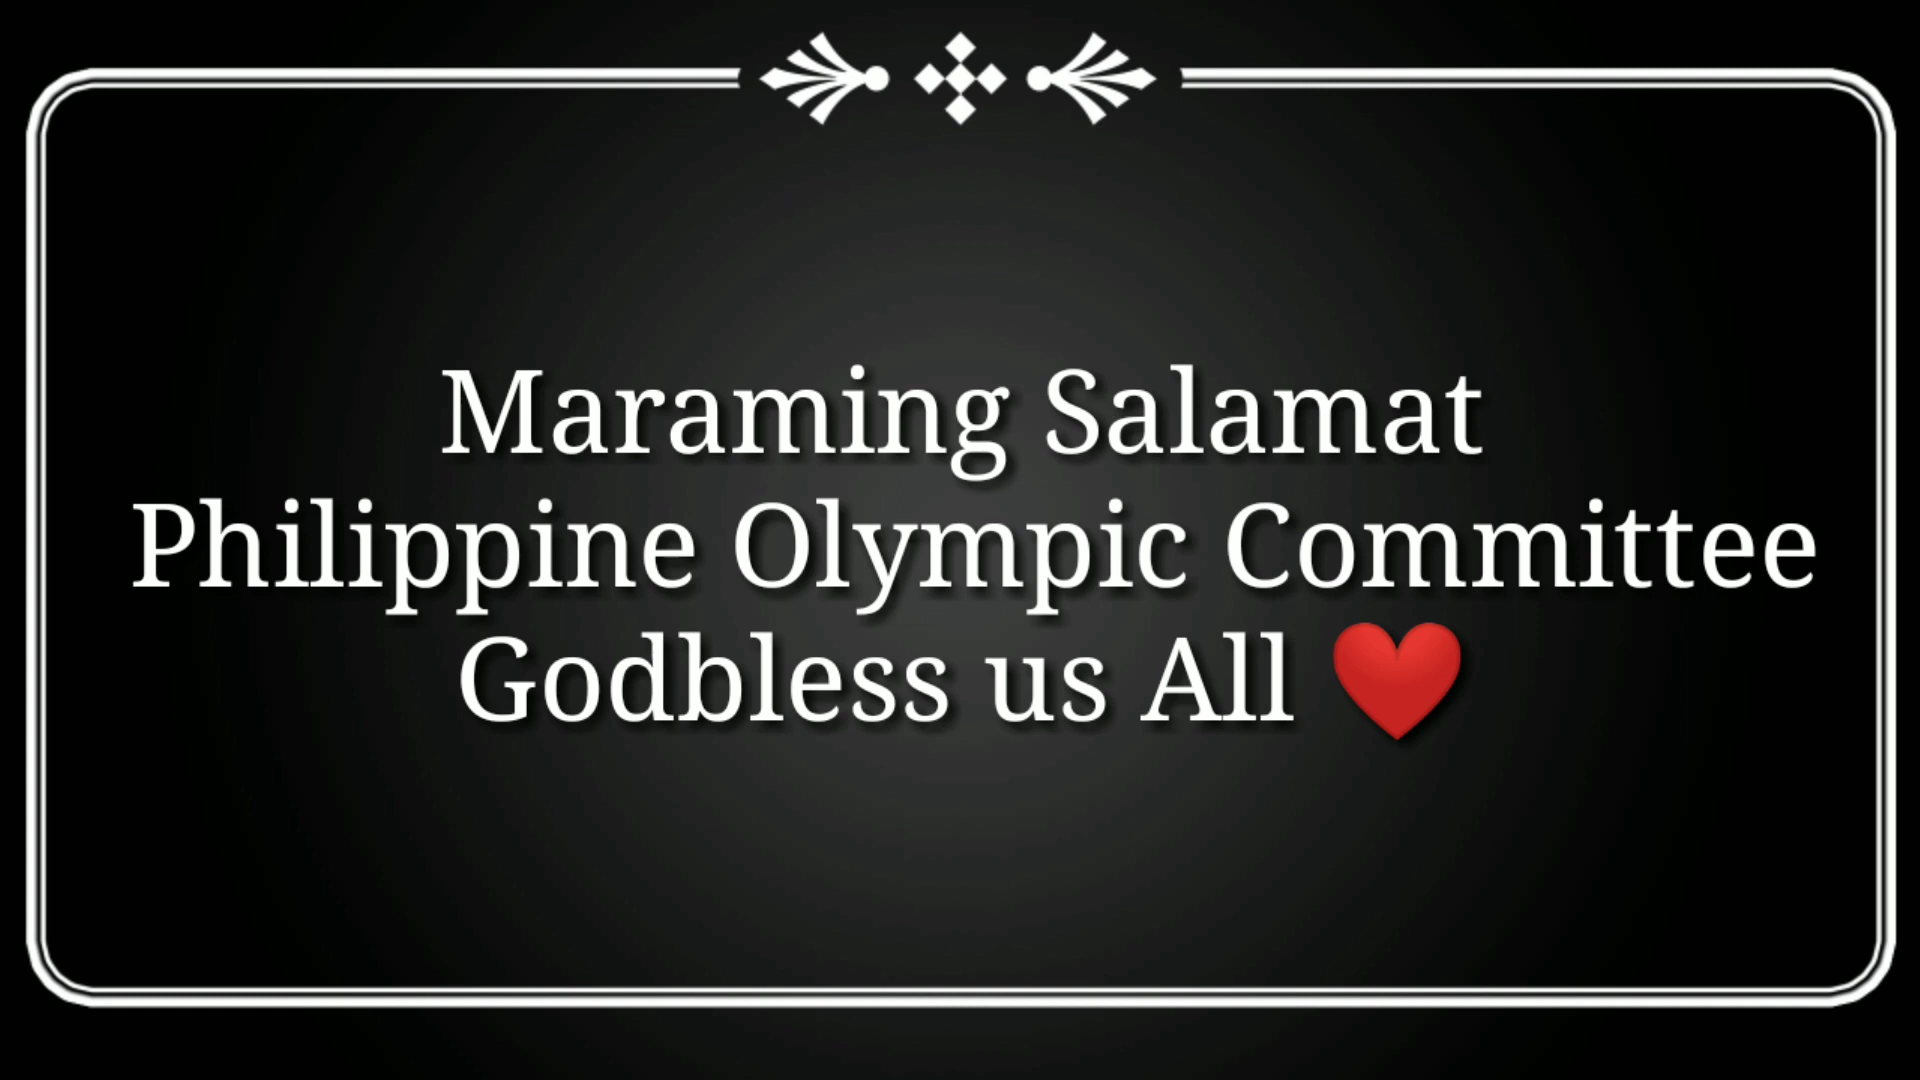 Maraming Salamat
Philippine Olympic Committee
Godbless us All ❤️